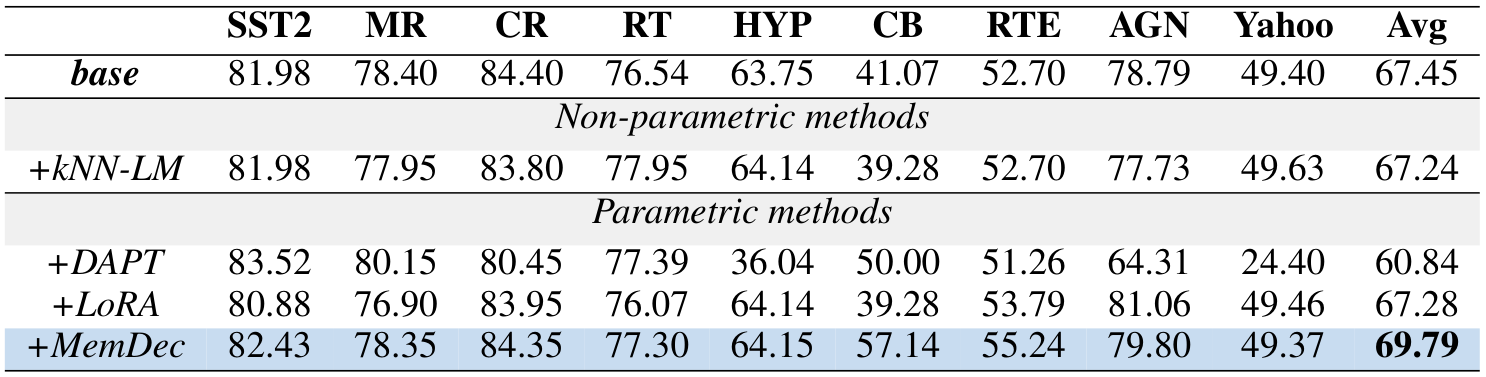 SST2 MR CR RT HYP CB RTE AGN Yahoo Avg
base 81.98 78.40 84.40 76.54 63.75 41.07 52.70 78.79 49.40 67.45
Non-parametric methods
+kNN-LM 81.98 77.95 83.80 77.95 64.14 39.28 52.70 77.73 49.63 67.24
Parametric methods
+DAPT 83.52 80.15 80.45 77.39 36.04 50.00 51.26 64.31 24.40 60.84
+LoRA 80.88 76.90 83.95 76.07 64.14 39.28 53.79 81.06 49.46 67.28
+MemDec 82.43 78.35 84.35 77.30 64.15 57.14 55.24 79.80 49.37 69.79